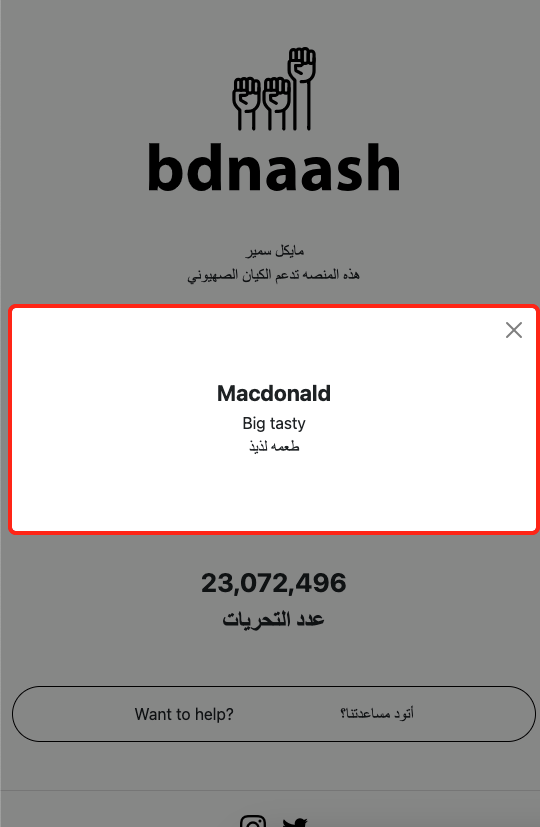 bdnaash
مايكل سمير
هذه المنصه تدعم الكيان الصهيوني
Macdonald
Big tasty
طعمه لذيذ
23,072,496
عدد التحريات
Want to help? أتود مساعدتنا؟